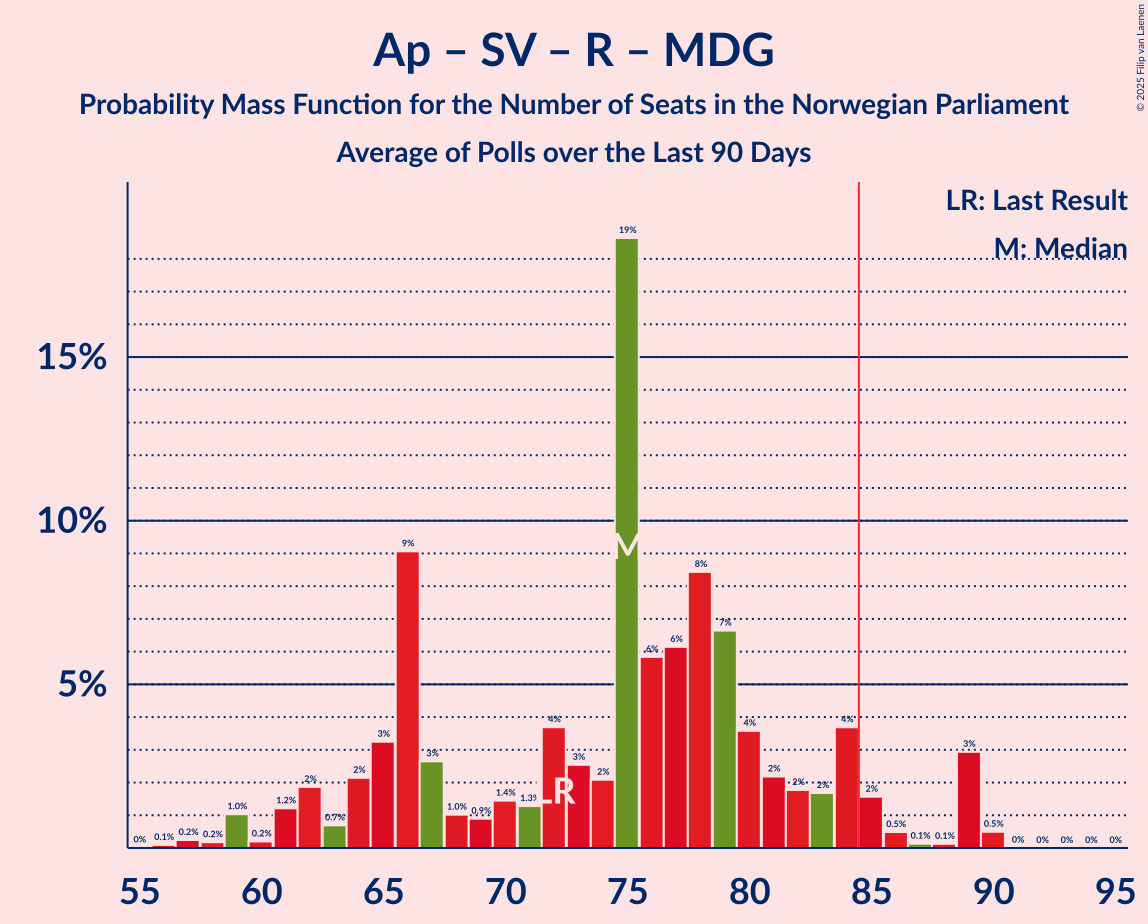 Ap – SV – R – MDG
Probability Mass Function for the Number of Seats in the Norwegian Parliament
Average of Polls over the Last 90 Days
© 2025 Filip van Laenen
LR: Last Result
M: Median
15%
10%
5%
0% 0.1% 0.2% 0.2% 1.0% 0.2% 1.2% 2% 0.7% 2% 3% 9% 3% 1.0% 0.9% 1.4% 1.3% 4% 3% 2% 19% 6% 6% 8% 7% 4% 2% 2% 2% 4% 2% 0.5% 0.1% 0.1% 3% 0.5% 0% 0% 0% 0% 0%
M
LR
55 60 65 70 75 80 85 90 95